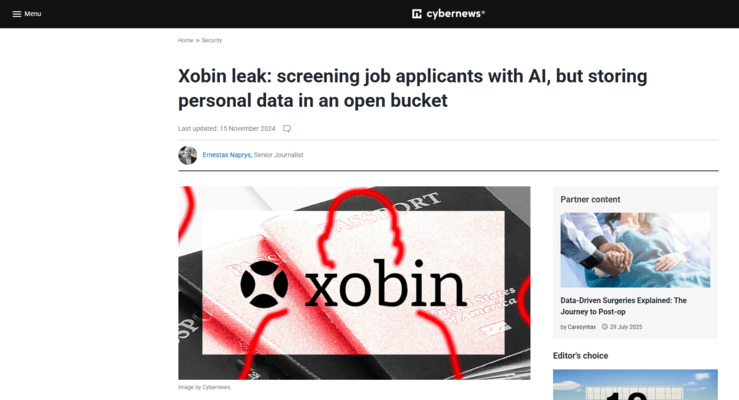 Menu
cybernews®
Home » Security
Xobin leak: screening job applicants with AI, but storing
personal data in an open bucket
Last updated: 15 November 2024
Ernestas Naprys, Senior Journalist
PASSPORT
xobin
United States
of America
Image by Cybernews.
Partner content
Data-Driven Surgeries Explained: The
Journey to Post-op
by Caresyntax 29 July 2025
Editor's choice